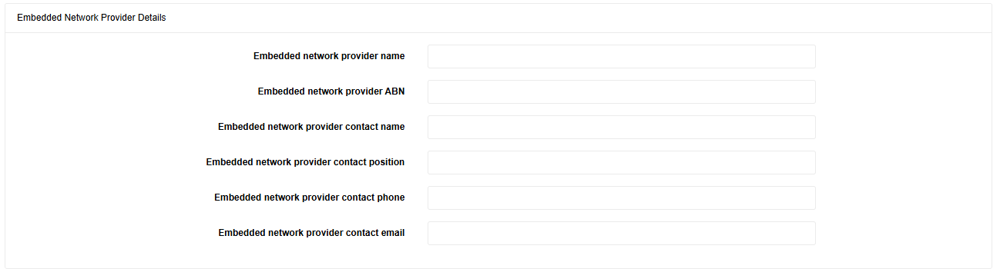 Embedded Network Provider Details
Embedded network provider name
Embedded network provider ABN
Embedded network provider contact name
Embedded network provider contact position
Embedded network provider contact phone
Embedded network provider contact email